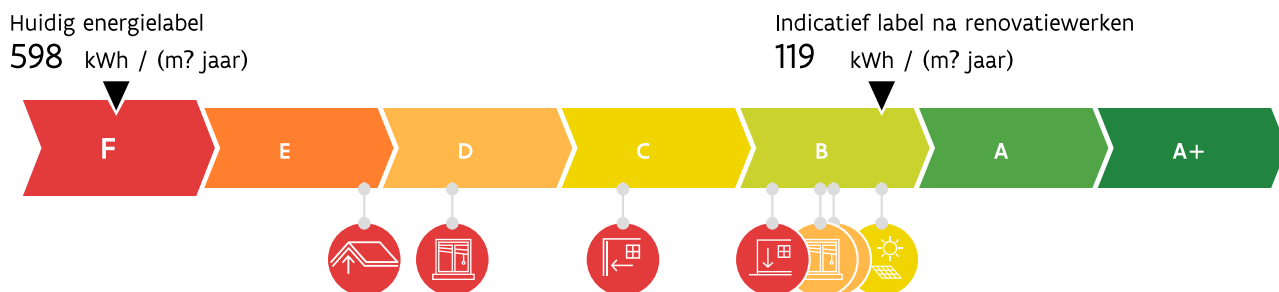 Huidig energielabel
598 kWh / (m? jaar)
Indicatief label na renovatiewerken
119 kWh / (m? jaar)
F E D C B A A+